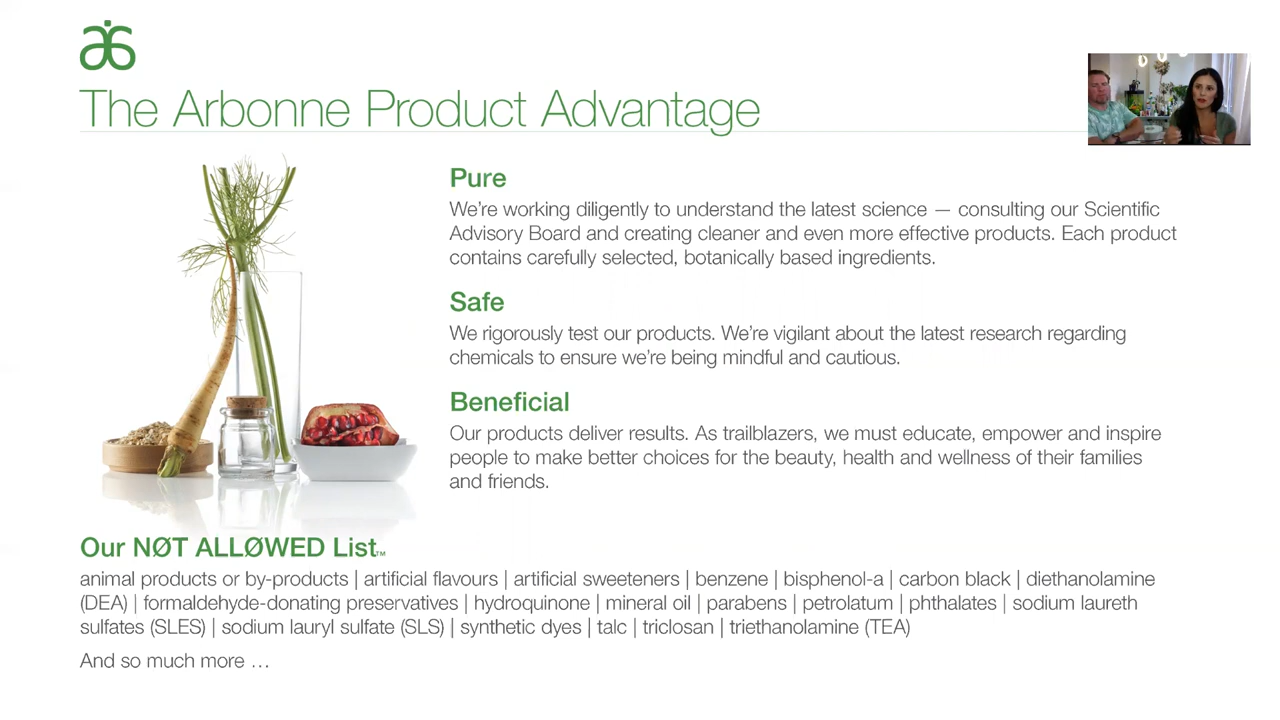 The Arbonne Product Advantage
Pure
We're working diligently to understand the latest science — consulting our Scientific
Advisory Board and creating cleaner and even more effective products. Each product
contains carefully selected, botanically based ingredients.
Safe
We rigorously test our products. We're vigilant about the latest research regarding
chemicals to ensure we're being mindful and cautious.
Beneficial
Our products deliver results. As trailblazers, we must educate, empower and inspire
people to make better choices for the beauty, health and wellness of their families
and friends.
Our NØT ALLØWED List™
animal products or by-products | artificial flavours | artificial sweeteners | benzene | bisphenol-a | carbon black | diethanolamine
(DEA) | formaldehyde-donating preservatives | hydroquinone | mineral oil | parabens | petrolatum | phthalates | sodium laureth
sulfates (SLES) | sodium lauryl sulfate (SLS) | synthetic dyes | talc | triclosan | triethanolamine (TEA)
And so much more …